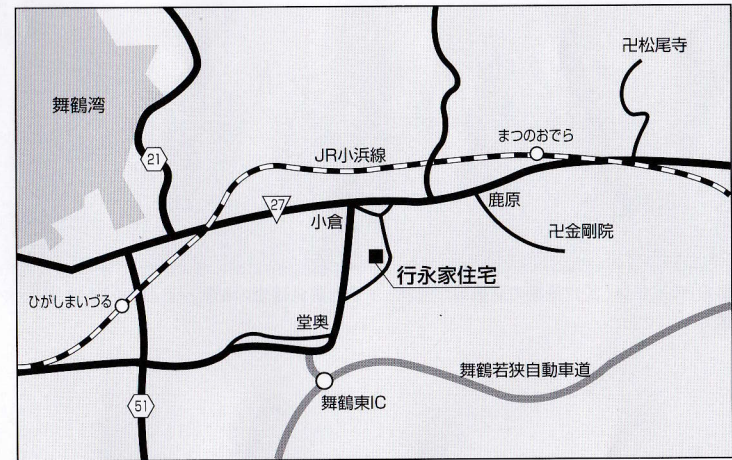 卍松尾寺
舞鶴湾
まつのおでら
21
JR小浜線
27
鹿原
小倉
卍金剛院
行永家住宅
ひがしまいづる
堂奥
舞鶴若狭自動車道
舞鶴東IC
51